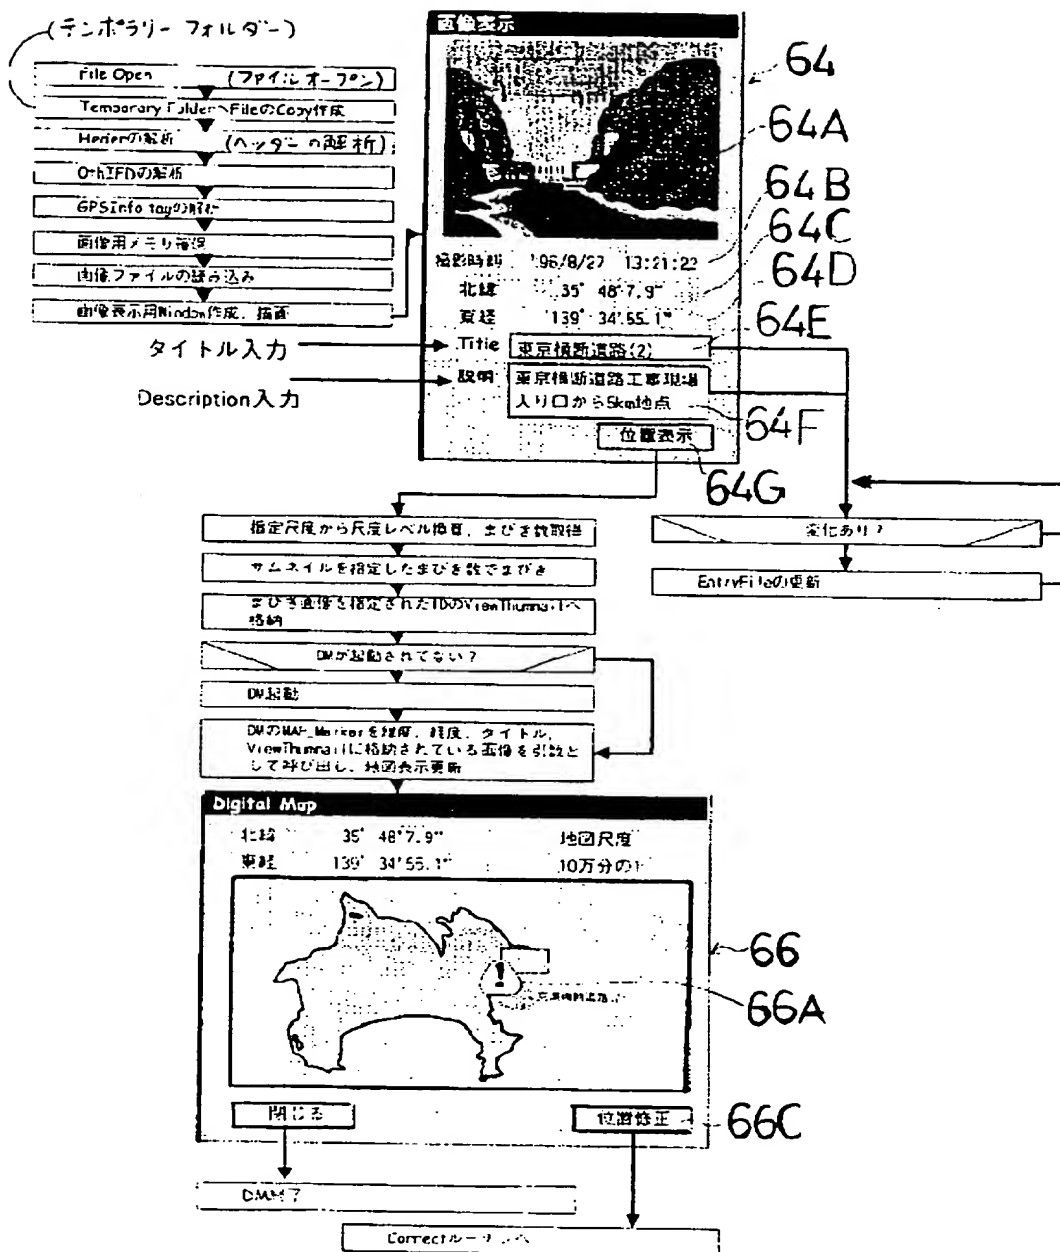 (テンポラリー フォルダー)
File Open (ファイルオープン)
Temporary FolderへFileのCopy作成
Headerの解析 (ヘッダーの解析)
0thIFDの解析
GPSInfo tagの解析
画像用メモリ確保
画像ファイルの読み込み
画像表示用Window作成、描画
タイトル入力
Description入力
画像表示
撮影時刻 '96/8/27 13:21:22
北緯 35° 48'7.9"
東経 139° 34'55.1"
Title 東京横断道路(2)
説明 東京横断道路工事現場
入り口から5km地点
位置表示
64
64A
64B
64C
64D
64E
64F
64G
変化あり?
EntryFileの更新
指定尺度から尺度レベル換算、まびき数取得
サムネイルを指定したまびき数でまびき
まびき画像を指定されたIDのViewThumnailへ
格納
DMが起動されてない?
DM起動
DMのMAP_Markerを緯度、経度、タイトル、
ViewThumnailに格納されている画像を引数と
して呼び出し、地図表示更新
Digital Map
北緯 35° 48'7.9" 地図尺度
東経 139° 34'55.1" 10万分の1
!
66
66A
閉じる
位置修正
66C
DM終了
Correctルーチンへ